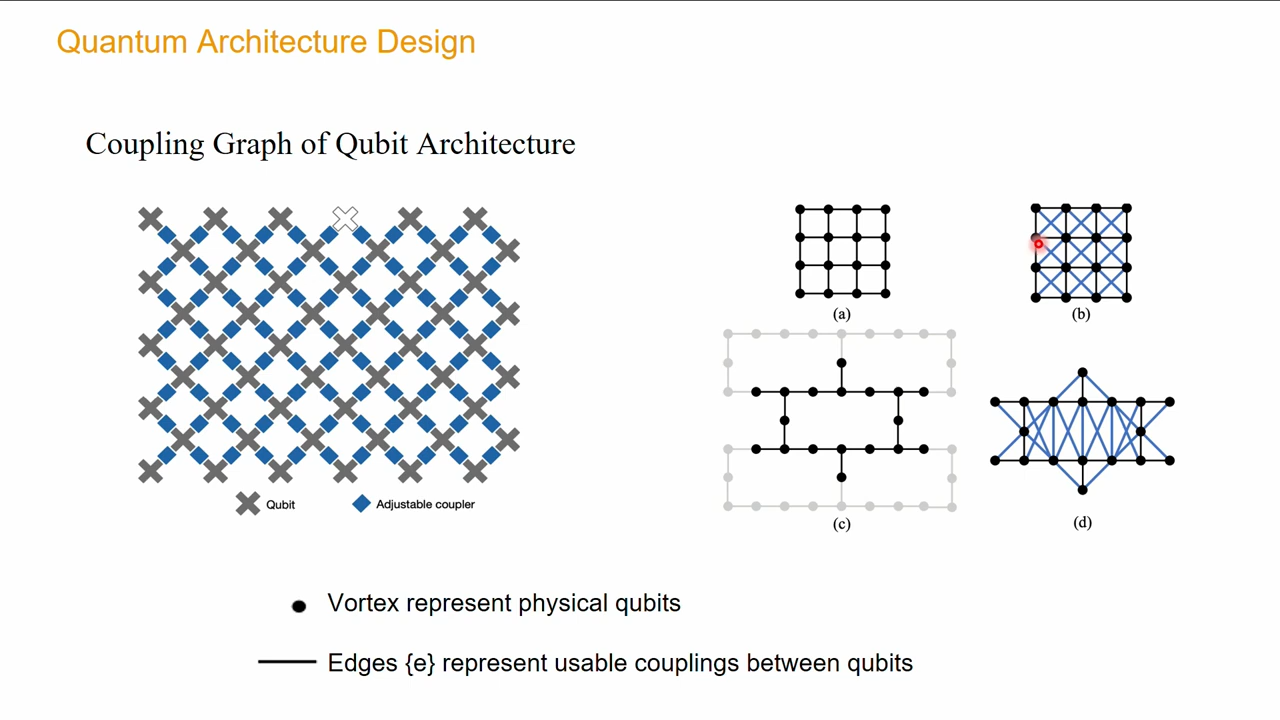 Quantum Architecture Design
Coupling Graph of Qubit Architecture
(a)
(b)
(c)
(d)
Qubit
Adjustable coupler
Vortex represent physical qubits
Edges {e} represent usable couplings between qubits